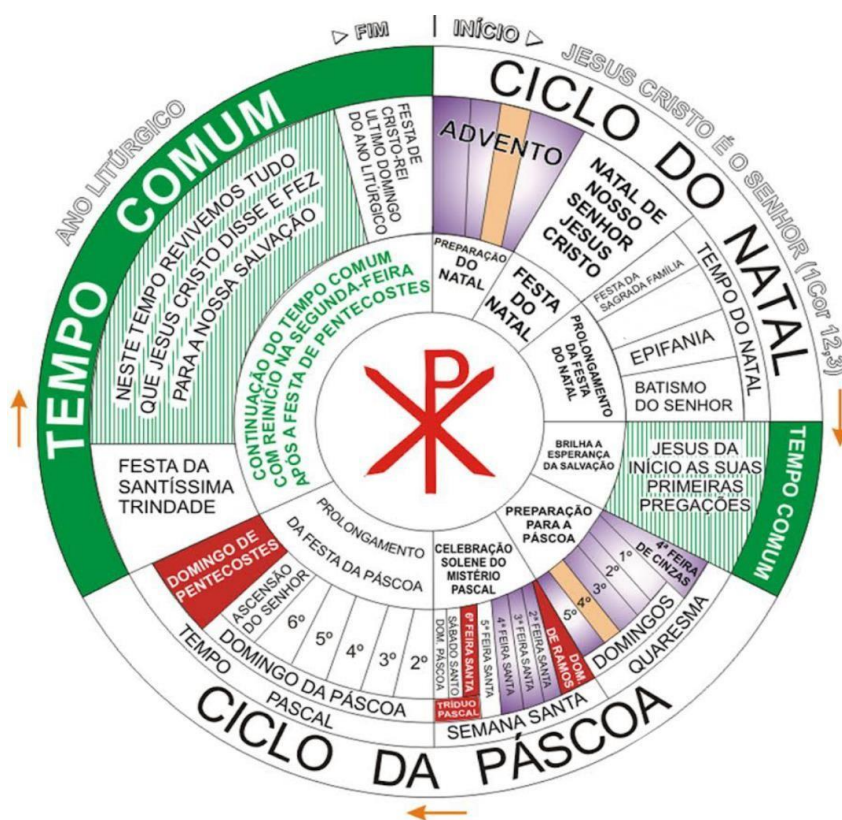 ▷ FIM
INÍCIO ▷
ANO LITÚRGICO
JESUS CRISTO É O SENHOR (1Cor 12,3)
CICLO DO NATAL
ADVENTO
PREPARAÇÃO
DO
NATAL
NATAL DE
NOSSO
SENHOR
JESUS
CRISTO
FESTA
DO
NATAL
FESTA DA
SAGRADA FAMÍLIA
EPIFANIA
BATISMO
DO SENHOR
TEMPO DO NATAL
PROLONGAMENTO
DA FESTA
DO NATAL
TEMPO COMUM
JESUS DA
INÍCIO AS SUAS
PRIMEIRAS
PREGAÇÕES
BRILHA A
ESPERANÇA
DA SALVAÇÃO
CICLO DA PÁSCOA
PREPARAÇÃO
PARA A
PÁSCOA
4ª FEIRA
DE CINZAS
1º
2º
3º
4º
5º
DOMINGOS
QUARESMA
DOM.
DE RAMOS
2ª FEIRA SANTA
3ª FEIRA SANTA
4ª FEIRA SANTA
5ª FEIRA SANTA
6ª FEIRA SANTA
SÁBADO SANTO
DOM. PÁSCOA
TRÍDUO
PASCAL
SEMANA SANTA
CELEBRAÇÃO
SOLENE DO
MISTÉRIO
PASCAL
2º
3º
4º
5º
6º
DOMINGO DA PÁSCOA
TEMPO PASCAL
ASCENSÃO
DO SENHOR
DOMINGO DE
PENTECOSTES
PROLONGAMENTO
DA FESTA DA PÁSCOA
TEMPO COMUM
FESTA DA
SANTÍSSIMA
TRINDADE
NESTE TEMPO REVIVEMOS TUDO
QUE JESUS CRISTO DISSE E FEZ
PARA A NOSSA SALVAÇÃO
FESTA DE
CRISTO-REI
ULTIMO DOMINGO
DO ANO LITÚRGICO
CONTINUAÇÃO DO TEMPO COMUM
COM REINÍCIO NA SEGUNDA-FEIRA
APÓS A FESTA DE PENTECOSTES